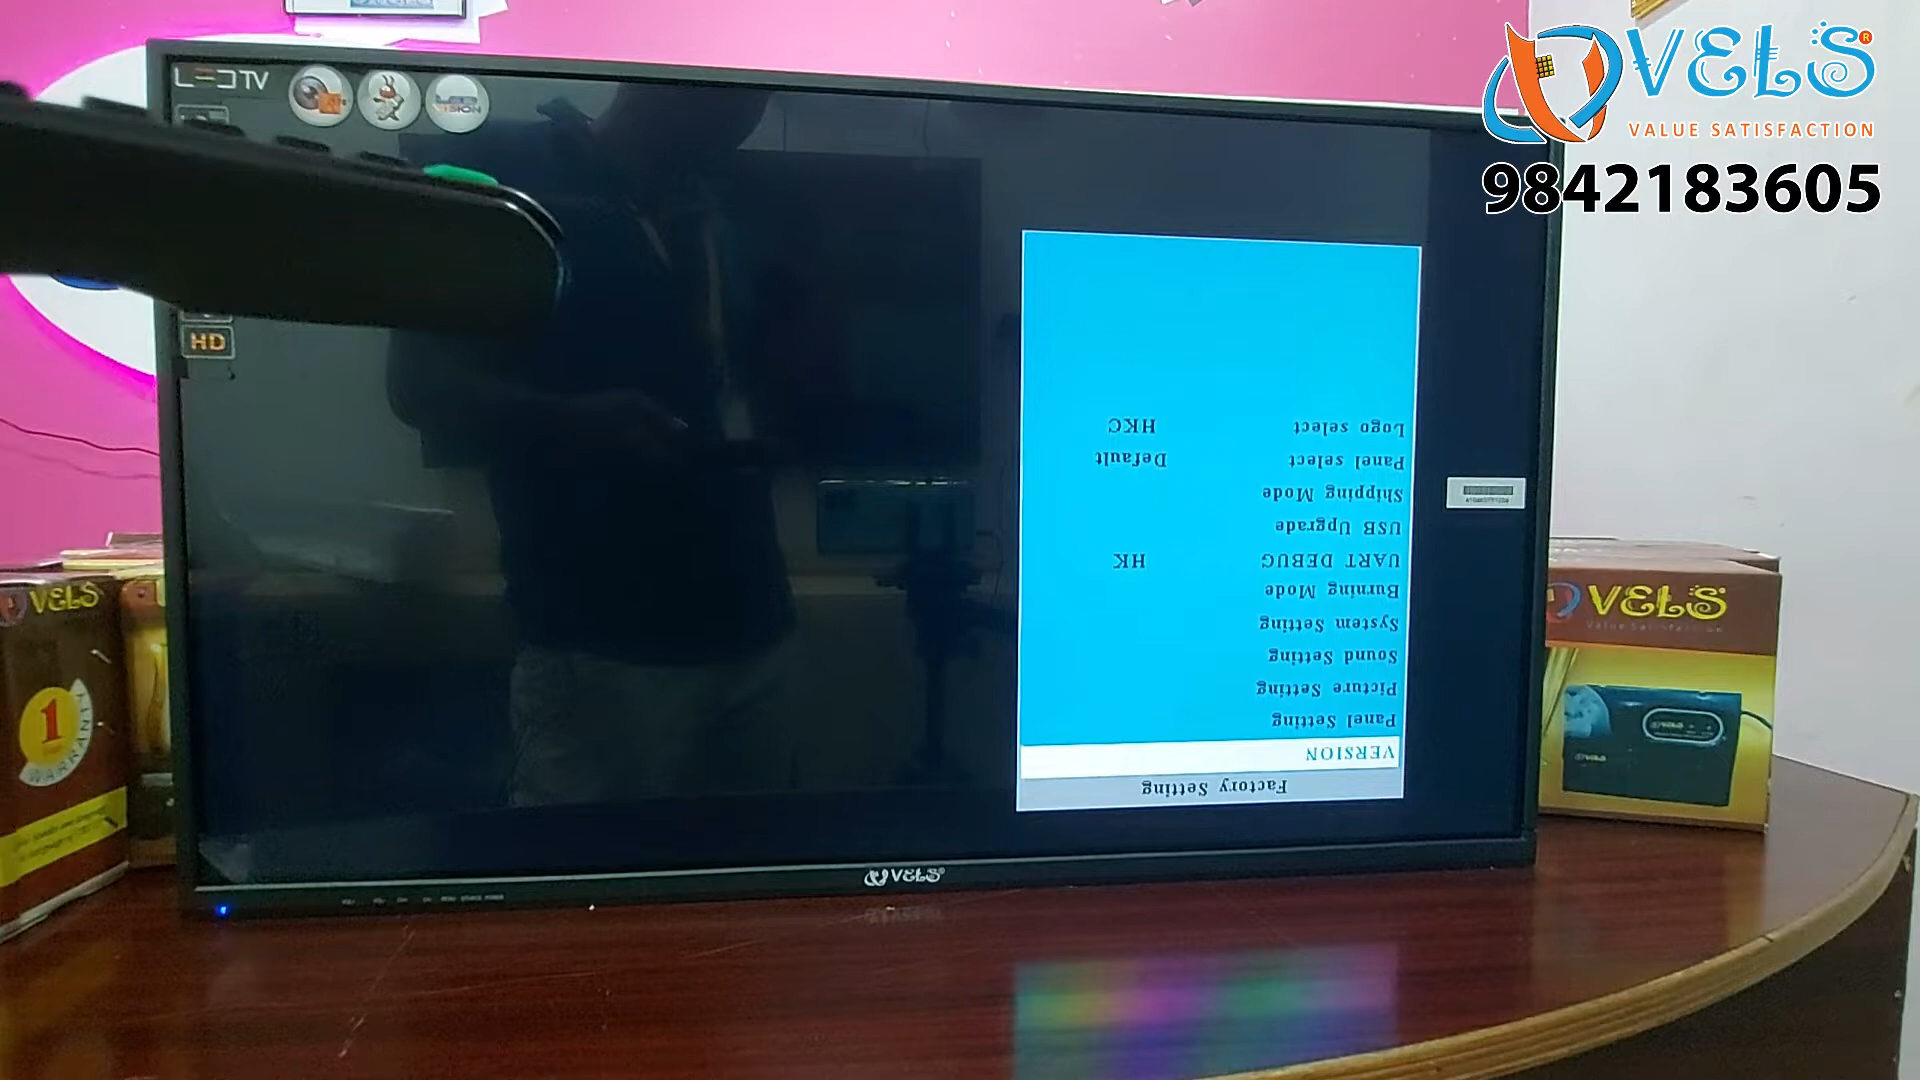 VELS
VALUE SATISFACTION
9842183605
LED TV
HD
Factory Setting
VERSION
Panel Setting
Picture Setting
Sound Setting
System Setting
Burning Mode
UART DEBUG HK
USB Upgrade
Shipping Mode
Panel select Default
Logo select HKC
VELS
VELS
1
WARRANTY
VELS
Value Satisfaction